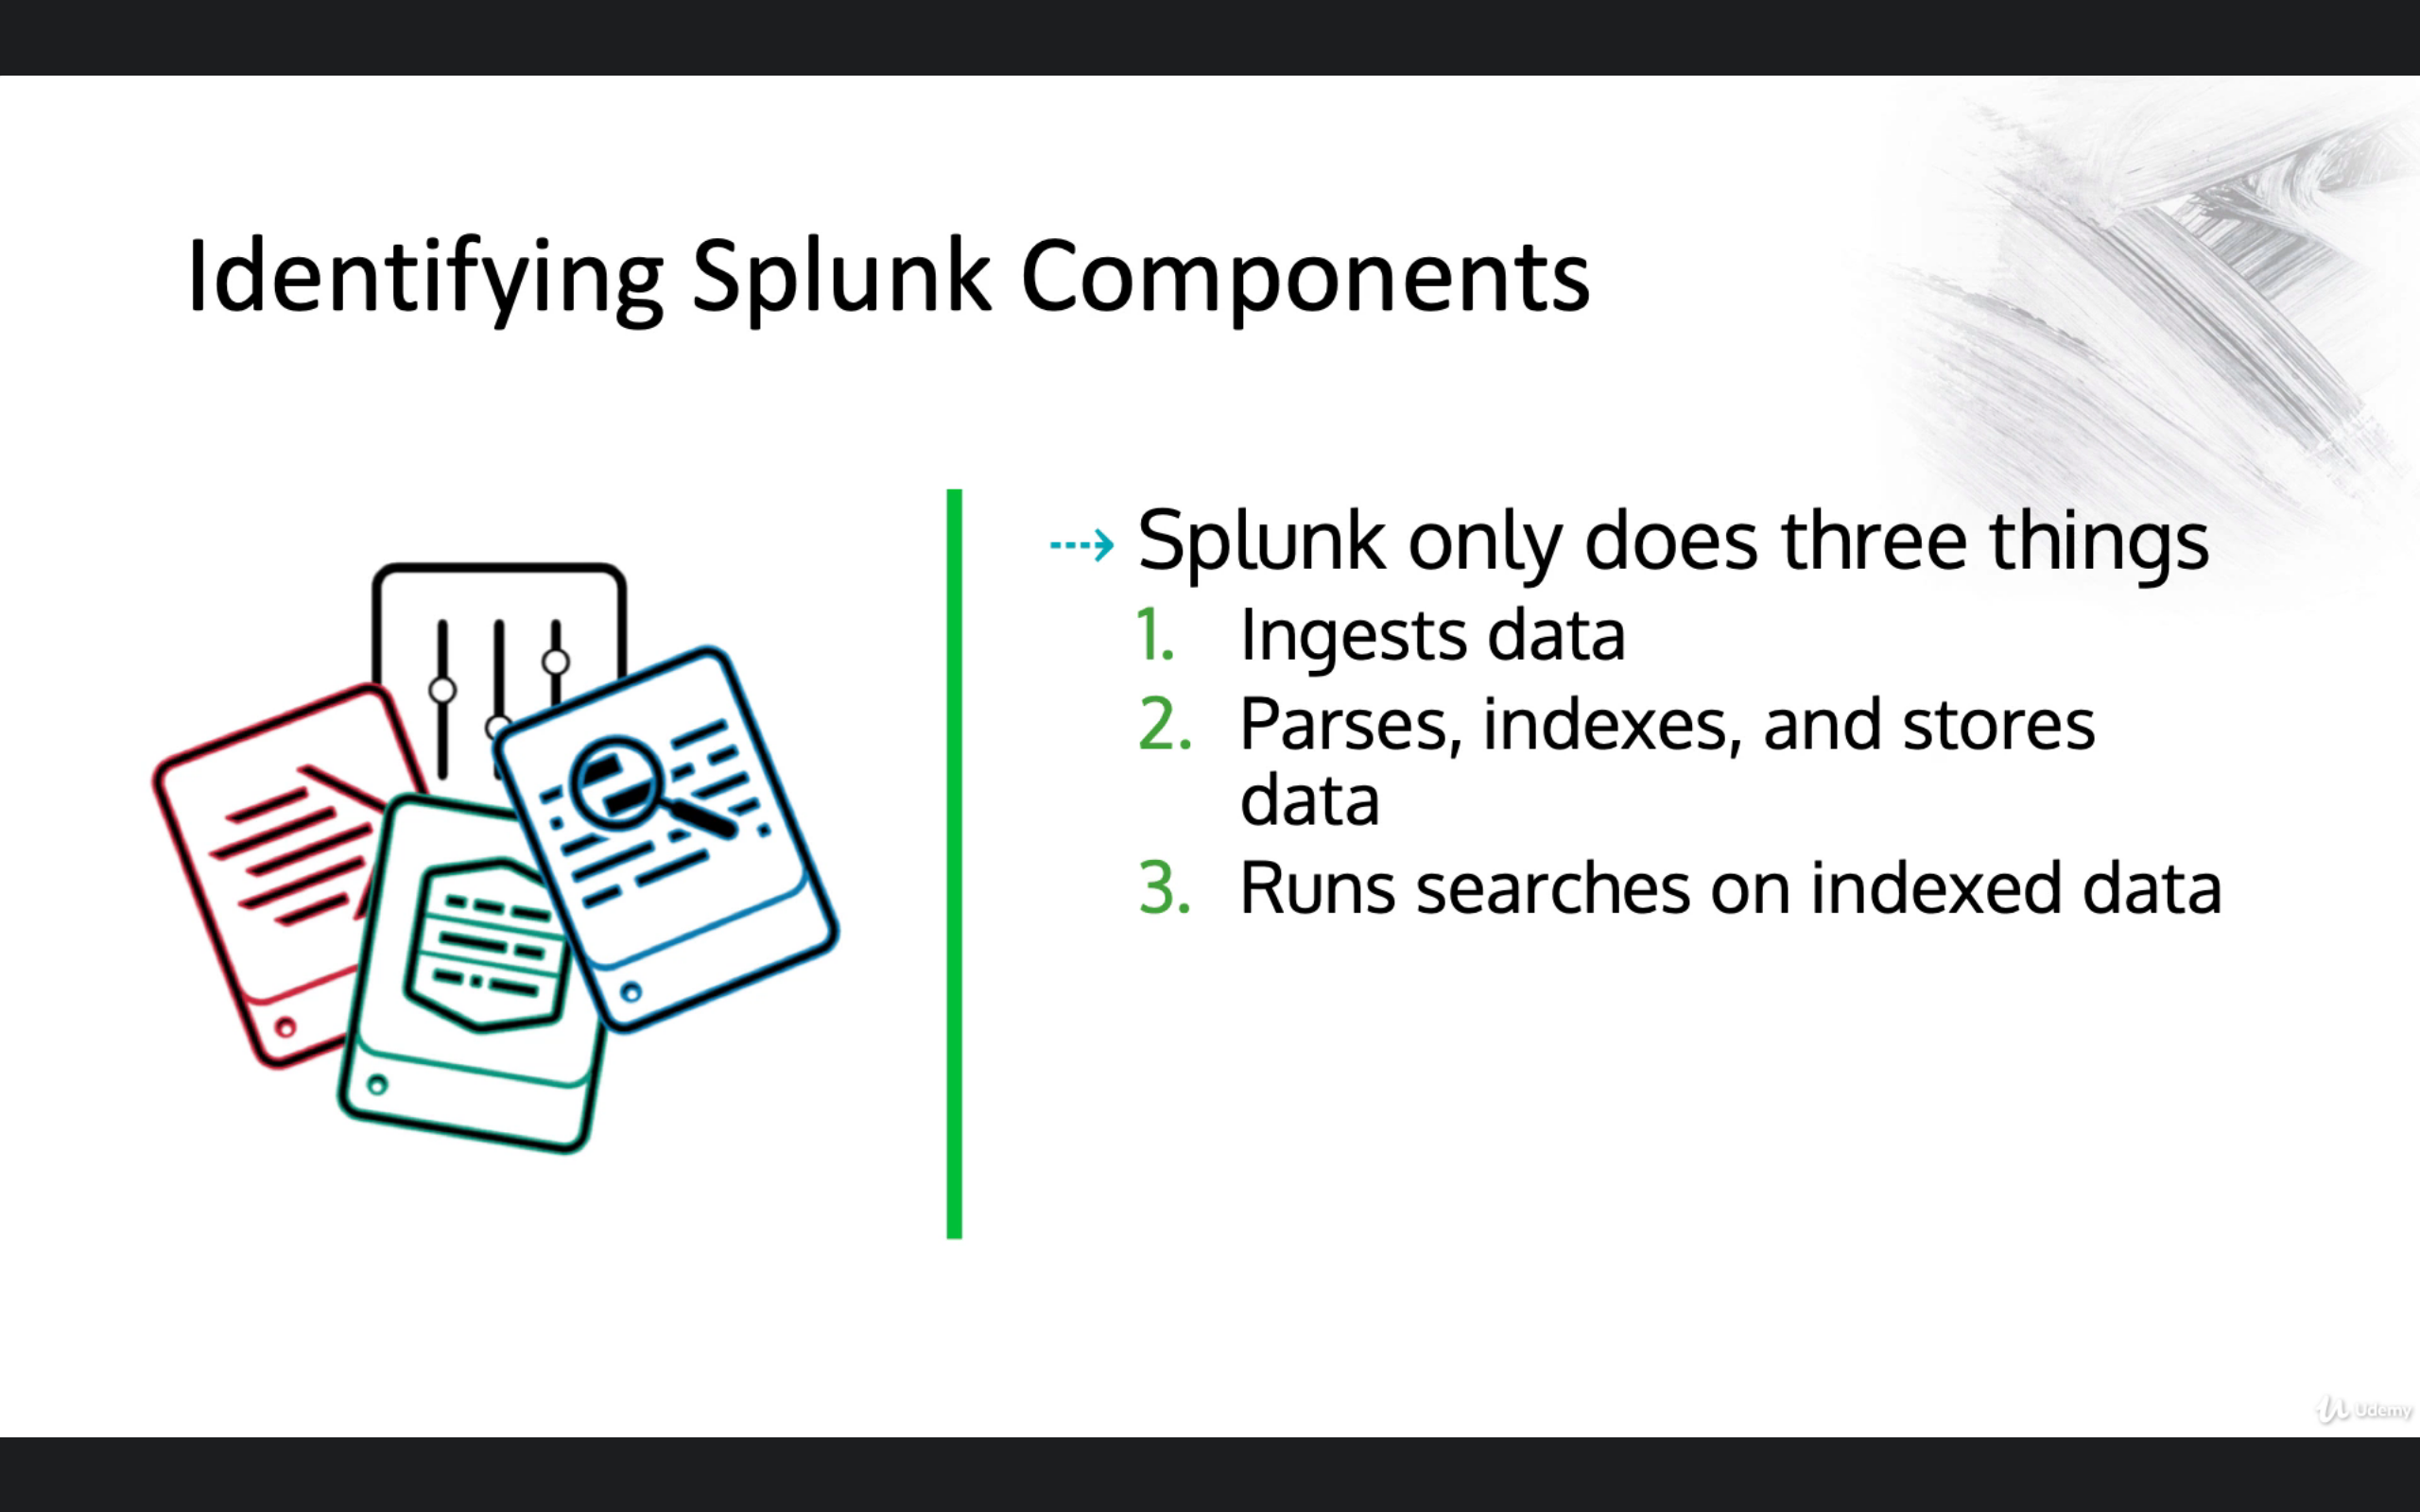 Identifying Splunk Components
Splunk only does three things
1. Ingests data
2. Parses, indexes, and stores
data
3. Runs searches on indexed data
Udemy